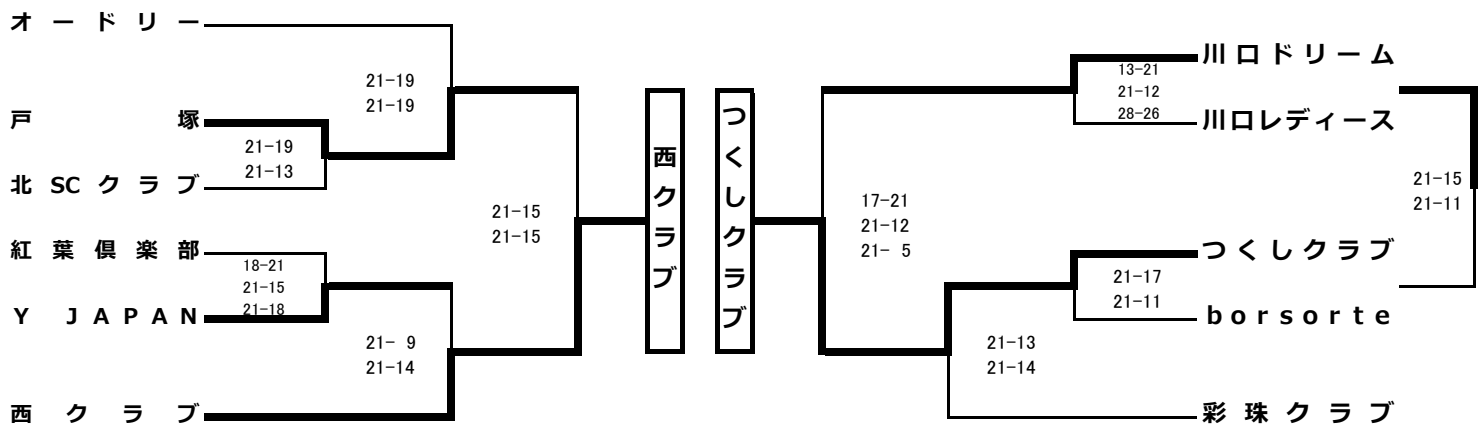 オードリー
21-19
21-19
戸塚
21-19
21-13
北SCクラブ
21-15
21-15
紅葉倶楽部
18-21
21-15
21-18
Y JAPAN
21- 9
21-14
西クラブ
西クラブ
つくしクラブ
川口ドリーム
13-21
21-12
28-26
川口レディース
17-21
21-12
21- 5
21-15
21-11
つくしクラブ
21-17
21-11
borsorte
21-13
21-14
彩珠クラブ